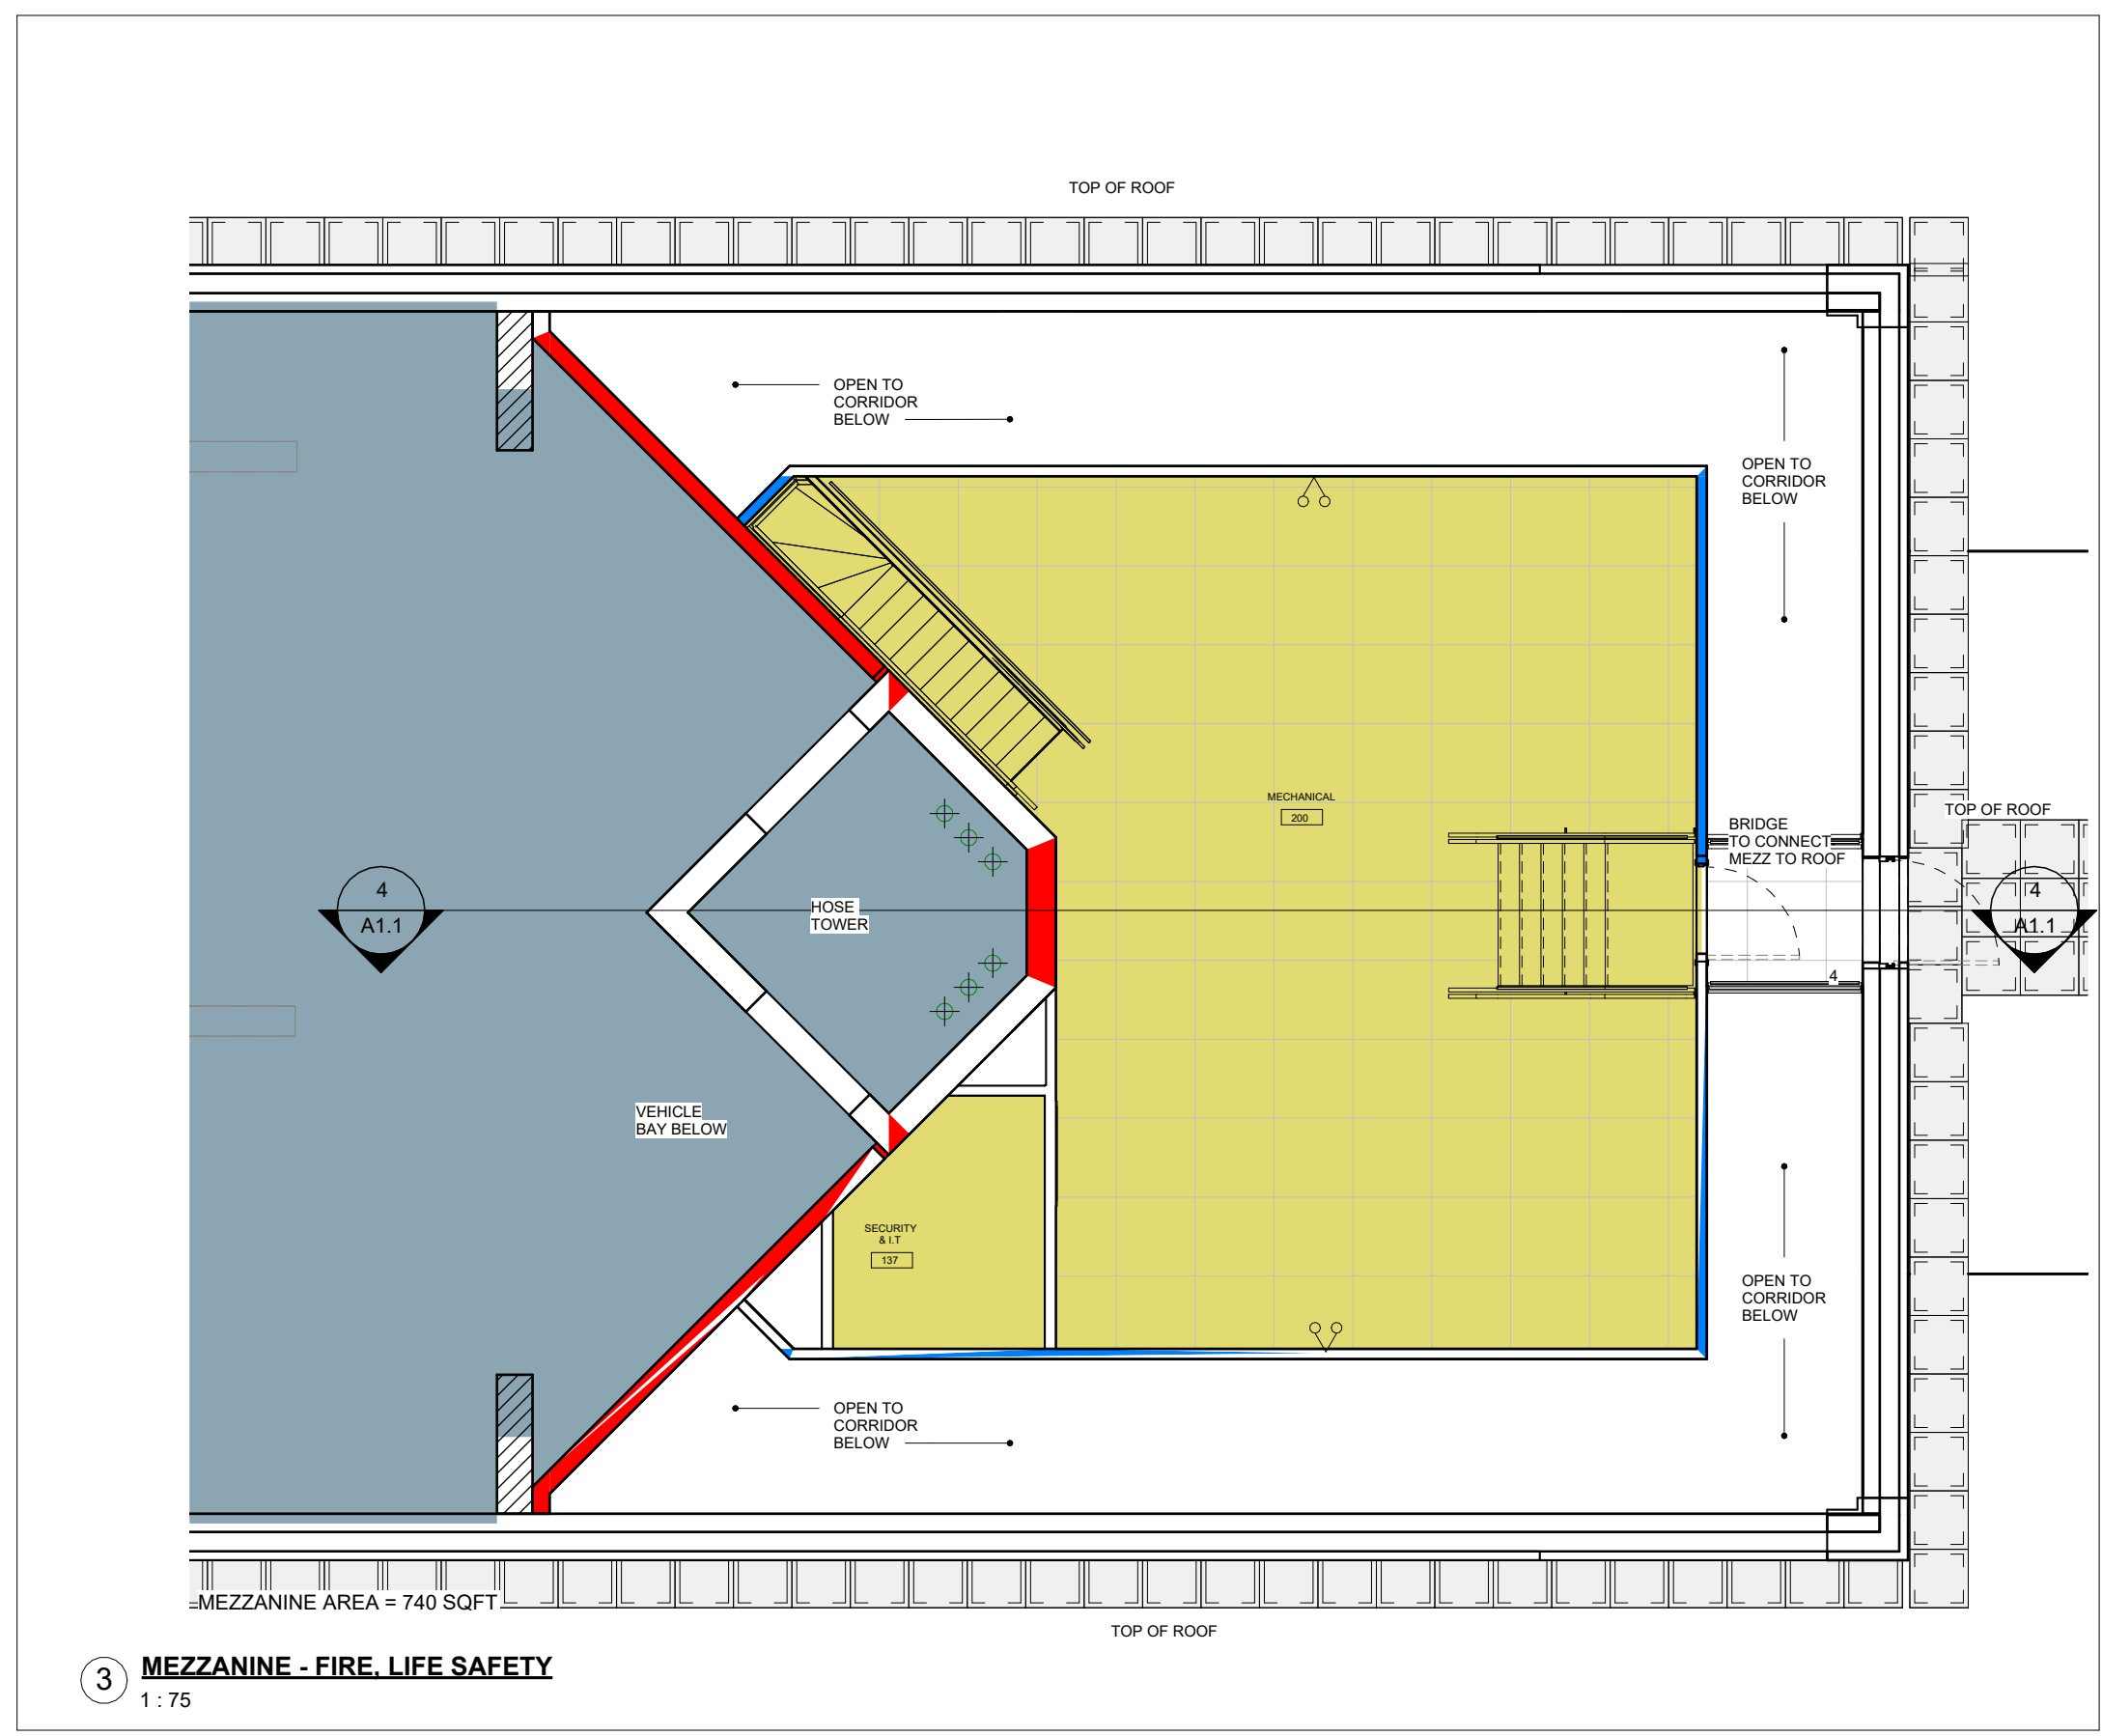 TOP OF ROOF
OPEN TO
CORRIDOR
BELOW
OPEN TO
CORRIDOR
BELOW
MECHANICAL
200
TOP OF ROOF
BRIDGE
TO CONNECT
MEZZ TO ROOF
4
A1.1
HOSE
TOWER
4
A1.1
4
VEHICLE
BAY BELOW
SECURITY
& I.T
137
OPEN TO
CORRIDOR
BELOW
OPEN TO
CORRIDOR
BELOW
MEZZANINE AREA = 740 SQFT
TOP OF ROOF
3
MEZZANINE - FIRE, LIFE SAFETY
1 : 75